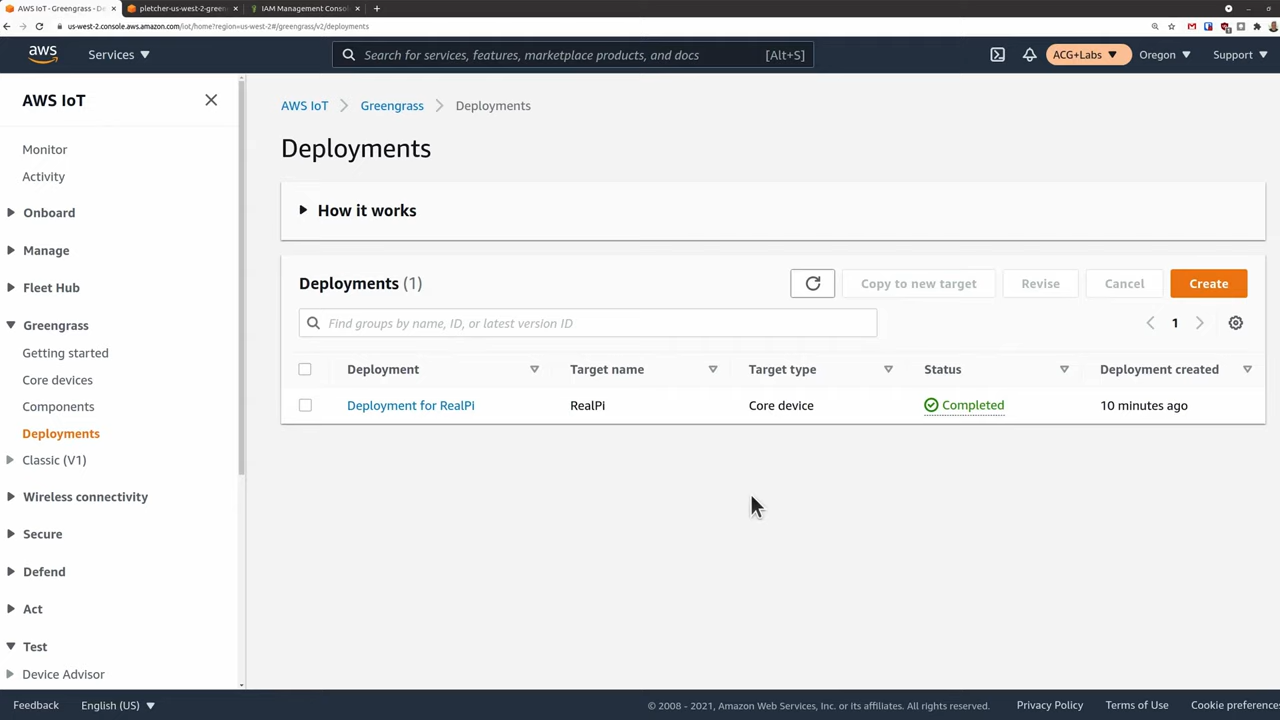 AWS IoT - Greengrass - De
pletcher-us-west-2-green
IAM Management Conso
us-west-2.console.aws.amazon.com/iot/home?region=us-west-2#/greengrass/v2/deployments
aws
Services
Search for services, features, marketplace products, and docs
[Alt+S]
ACG+Labs
Oregon
Support
AWS IoT
Monitor
Activity
Onboard
Manage
Fleet Hub
Greengrass
Getting started
Core devices
Components
Deployments
Classic (V1)
Wireless connectivity
Secure
Defend
Act
Test
Device Advisor
AWS IoT
Greengrass
Deployments
Deployments
How it works
Deployments (1)
Copy to new target
Revise
Cancel
Create
Find groups by name, ID, or latest version ID
1
Deployment
Target name
Target type
Status
Deployment created
Deployment for RealPi
RealPi
Core device
Completed
10 minutes ago
Feedback
English (US)
© 2008 - 2021, Amazon Web Services, Inc. or its affiliates. All rights reserved.
Privacy Policy
Terms of Use
Cookie preference